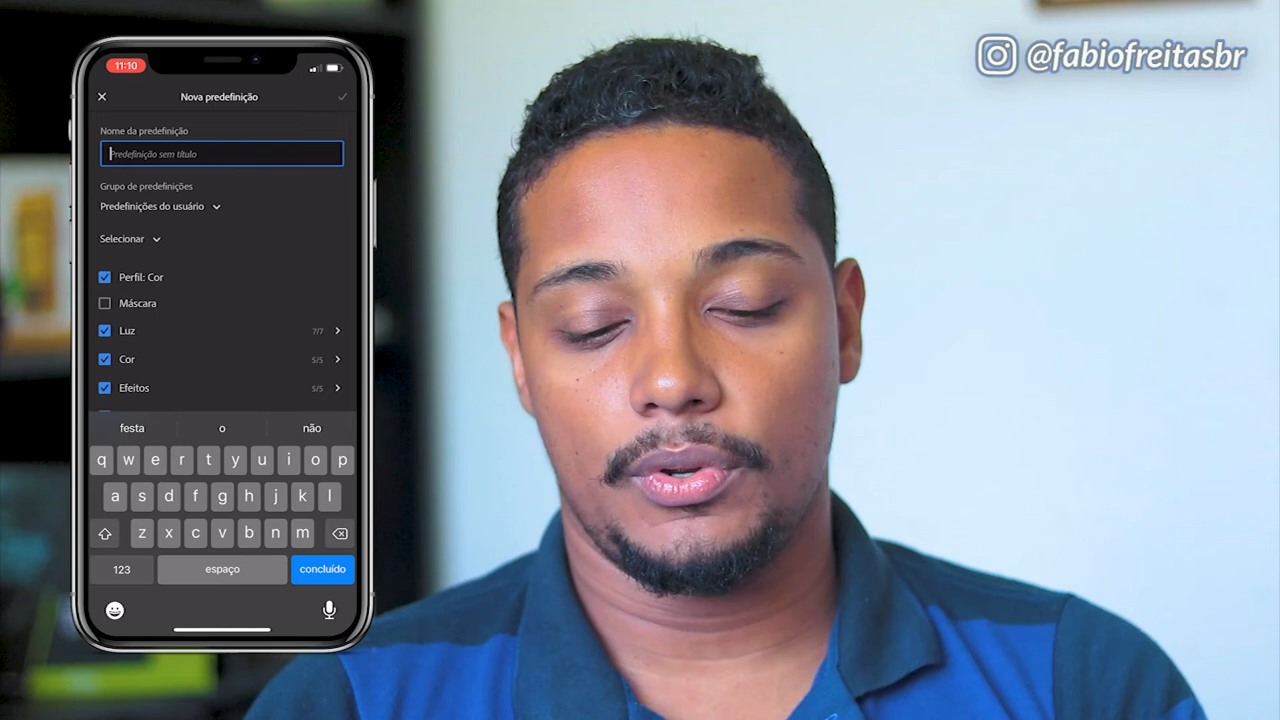 11:10
Nova predefinição
Nome da predefinição
Predefinição sem título
Grupo de predefinições
Predefinições do usuário
Selecionar
Perfil: Cor
Máscara
Luz 7/7
Cor 5/5
Efeitos 5/5
festa o não
q w e r t y u i o p
a s d f g h j k l
z x c v b n m
123 espaço concluído
@fabiofreitasbr